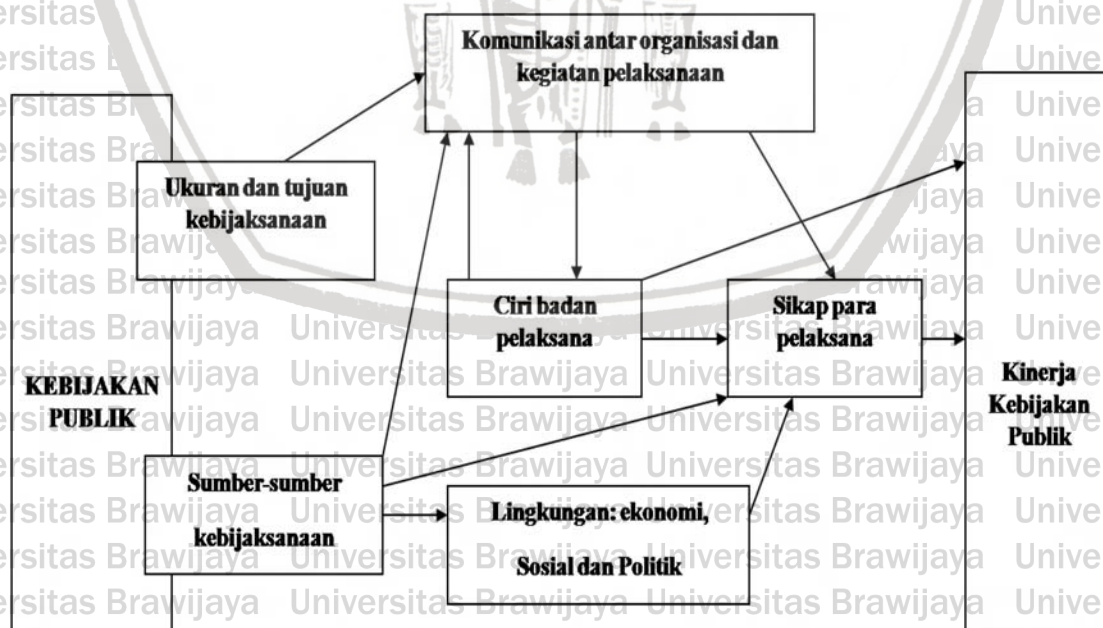 Komunikasi antar organisasi dan
kegiatan pelaksanaan
Ukuran dan tujuan
kebijaksanaan
Ciri badan
pelaksana
Sikap para
pelaksana
KEBIJAKAN
PUBLIK
Kinerja
Kebijakan
Publik
Sumber-sumber
kebijaksanaan
Lingkungan: ekonomi,
Sosial dan Politik